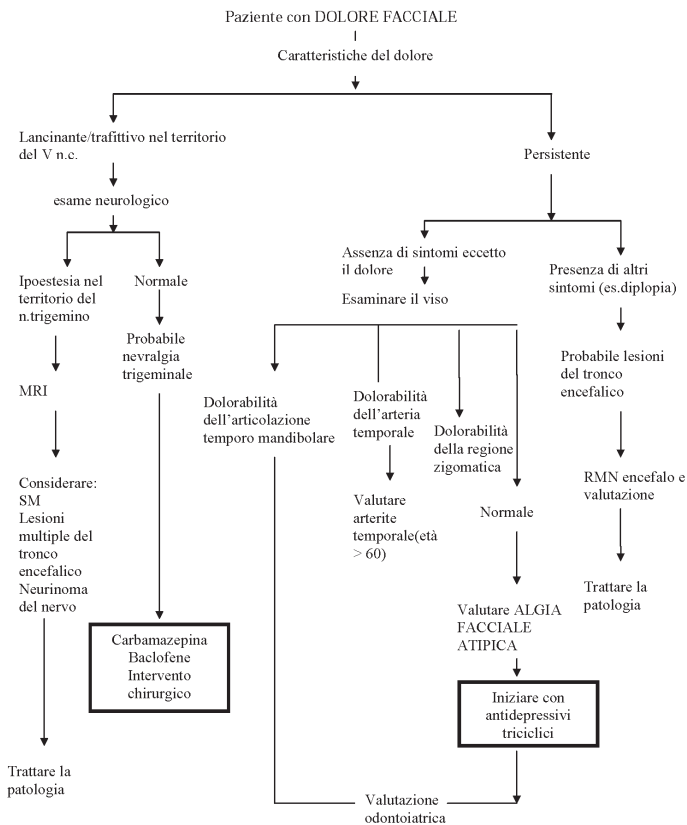 Paziente con DOLORE FACCIALE
Caratteristiche del dolore
Lancinante/trafittivo nel territorio
del V n.c.
esame neurologico
Ipoestesia nel
territorio del
n.trigemino
MRI
Considerare:
SM
Lesioni
multiple del
tronco
encefalico
Neurinoma
del nervo
Trattare la
patologia
Normale
Probabile
nevralgia
trigeminale
Carbamazepina
Baclofene
Intervento
chirurgico
Persistente
Assenza di sintomi eccetto
il dolore
Esaminare il viso
Dolorabilità
dell'articolazione
temporo mandibolare
Dolorabilità
dell'arteria
temporale
Valutare
arterite
temporale(età
> 60)
Dolorabilità
della regione
zigomatica
Normale
Valutare ALGIA
FACCIALE
ATIPICA
Iniziare con
antidepressivi
triciclici
Valutazione
odontoiatrica
Presenza di altri
sintomi (es.diplopia)
Probabile lesioni
del tronco
encefalico
RMN encefalo e
valutazione
Trattare la
patologia